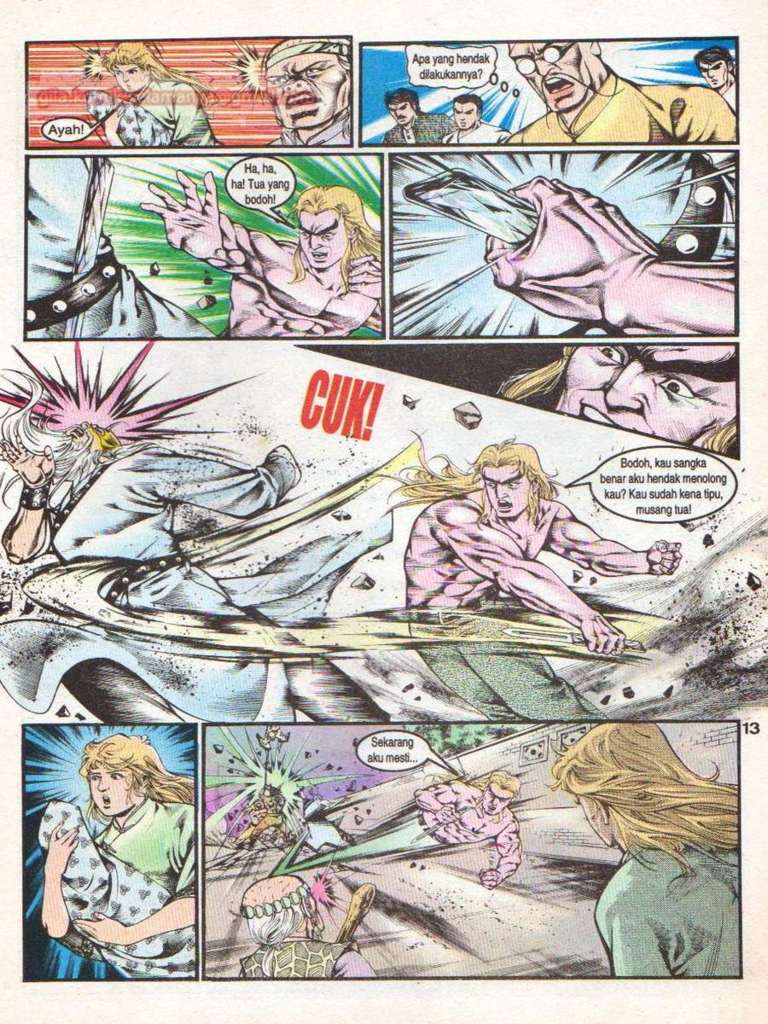 Ayah!
Apa yang hendak
dilakukannya?
Ha, ha,
ha! Tua yang
bodoh!
CUK!
Bodoh, kau sangka
benar aku hendak menolong
kau? Kau sudah kena tipu,
musang tua!
13
Sekarang
aku mesti...